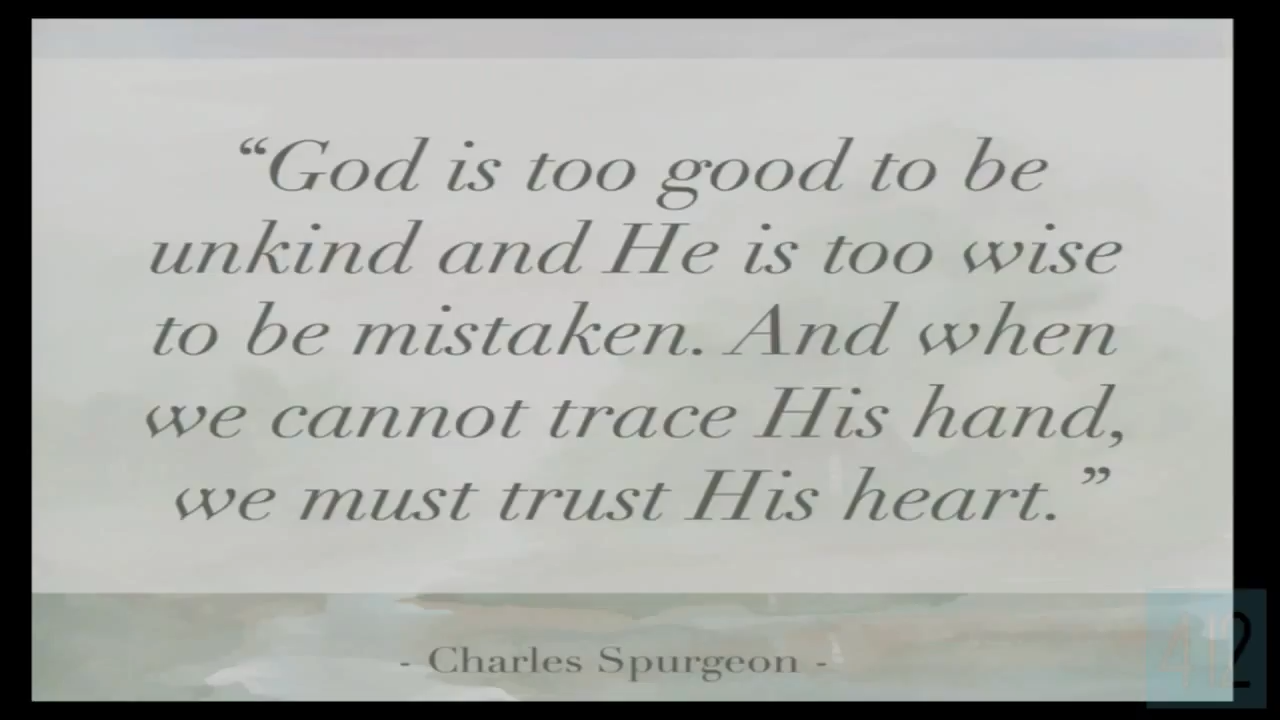 “God is too good to be
unkind and He is too wise
to be mistaken. And when
we cannot trace His hand,
we must trust His heart.”
- Charles Spurgeon -
412